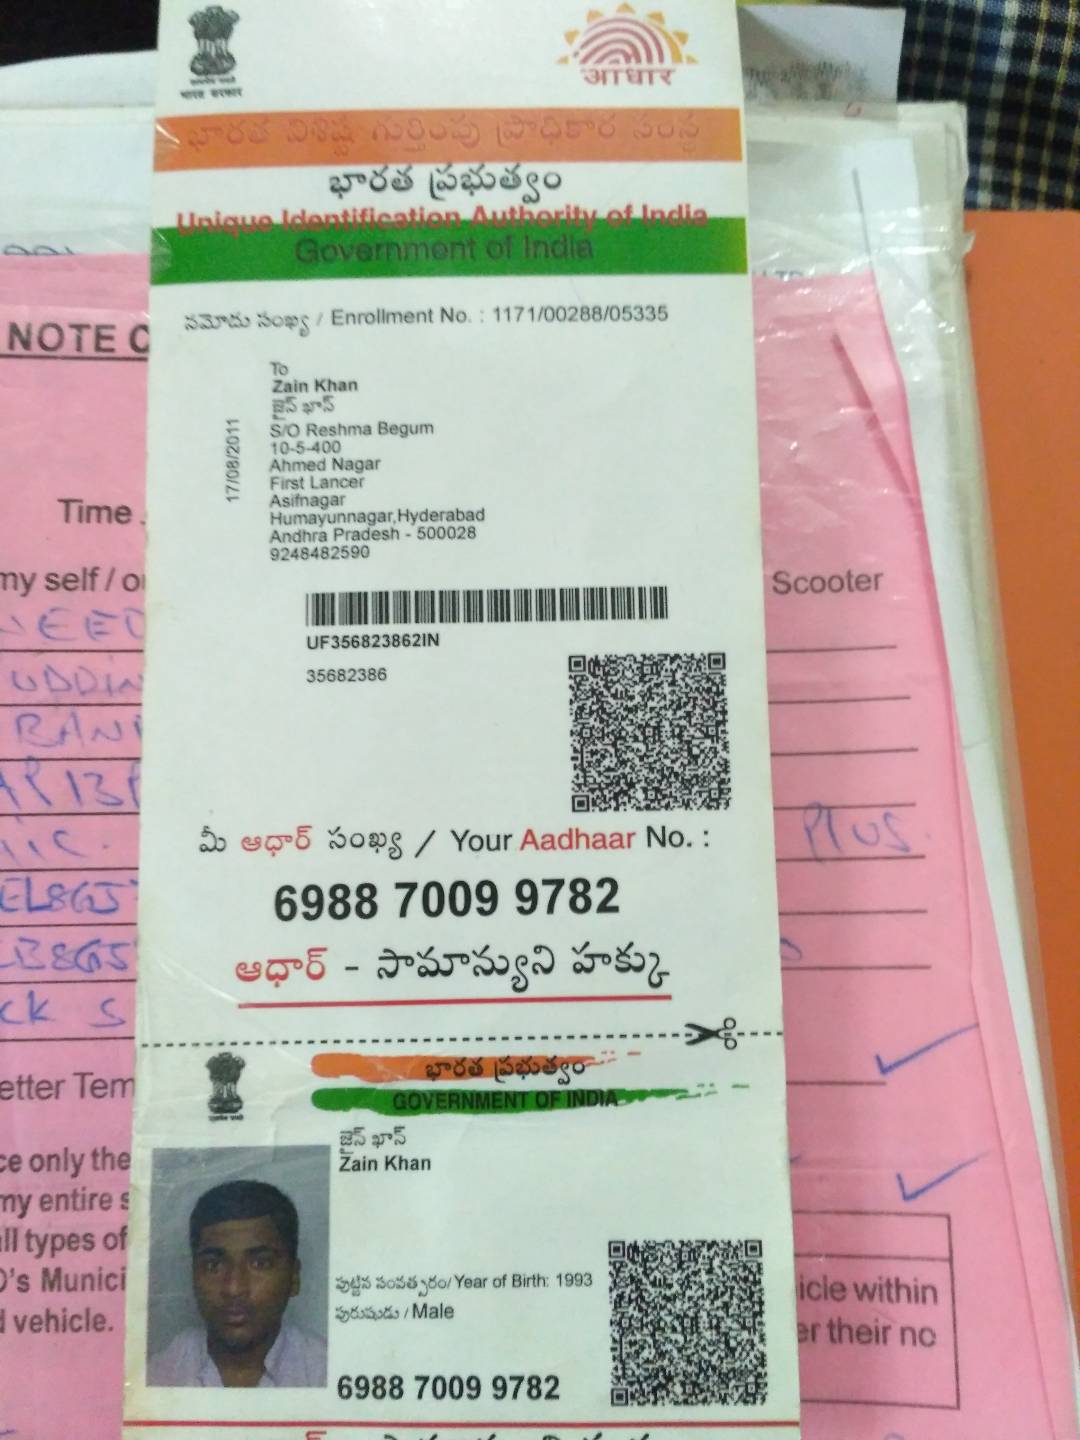 भारत सरकार
आधार
భారత విశిష్ట గుర్తింపు ప్రాధికార సంస్థ
భారత ప్రభుత్వం
Unique Identification Authority of India
Government of India
నమోదు సంఖ్య / Enrollment No. : 1171/00288/05335
To
Zain Khan
జైన్ ఖాన్
S/O Reshma Begum
10-5-400
Ahmed Nagar
First Lancer
Asifnagar
Humayunnagar,Hyderabad
Andhra Pradesh - 500028
9248482590
17/08/2011
UF356823862IN
35682386
మీ ఆధార్ సంఖ్య / Your Aadhaar No. :
6988 7009 9782
ఆధార్ - సామాన్యుని హక్కు
భారత ప్రభుత్వం
GOVERNMENT OF INDIA
జైన్ ఖాన్
Zain Khan
పుట్టిన సంవత్సరం/Year of Birth: 1993
పురుషుడు / Male
6988 7009 9782
NOTE
Time
my self / Scooter
UDDIN
PLUS.
etter
ce only the
my entire
all types of
icle within
er their no
vehicle.